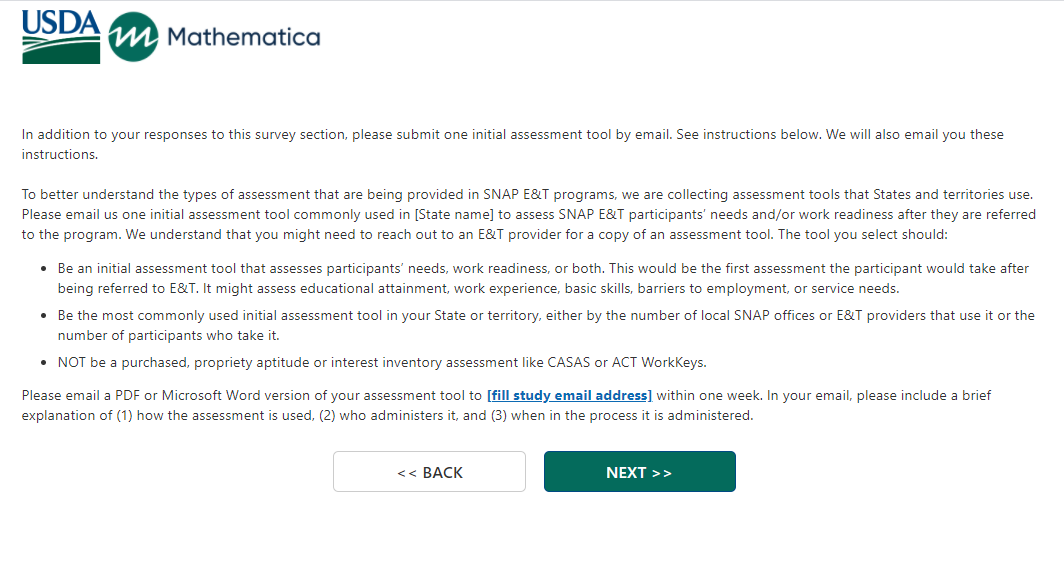 USDA
Mathematica
In addition to your responses to this survey section, please submit one initial assessment tool by email. See instructions below. We will also email you these
instructions.
To better understand the types of assessment that are being provided in SNAP E&T programs, we are collecting assessment tools that States and territories use.
Please email us one initial assessment tool commonly used in [State name] to assess SNAP E&T participants' needs and/or work readiness after they are referred
to the program. We understand that you might need to reach out to an E&T provider for a copy of an assessment tool. The tool you select should:
• Be an initial assessment tool that assesses participants' needs, work readiness, or both. This would be the first assessment the participant would take after
being referred to E&T. It might assess educational attainment, work experience, basic skills, barriers to employment, or service needs.
• Be the most commonly used initial assessment tool in your State or territory, either by the number of local SNAP offices or E&T providers that use it or the
number of participants who take it.
• NOT be a purchased, propriety aptitude or interest inventory assessment like CASAS or ACT WorkKeys.
Please email a PDF or Microsoft Word version of your assessment tool to [fill study email address] within one week. In your email, please include a brief
explanation of (1) how the assessment is used, (2) who administers it, and (3) when in the process it is administered.
<< BACK
NEXT >>